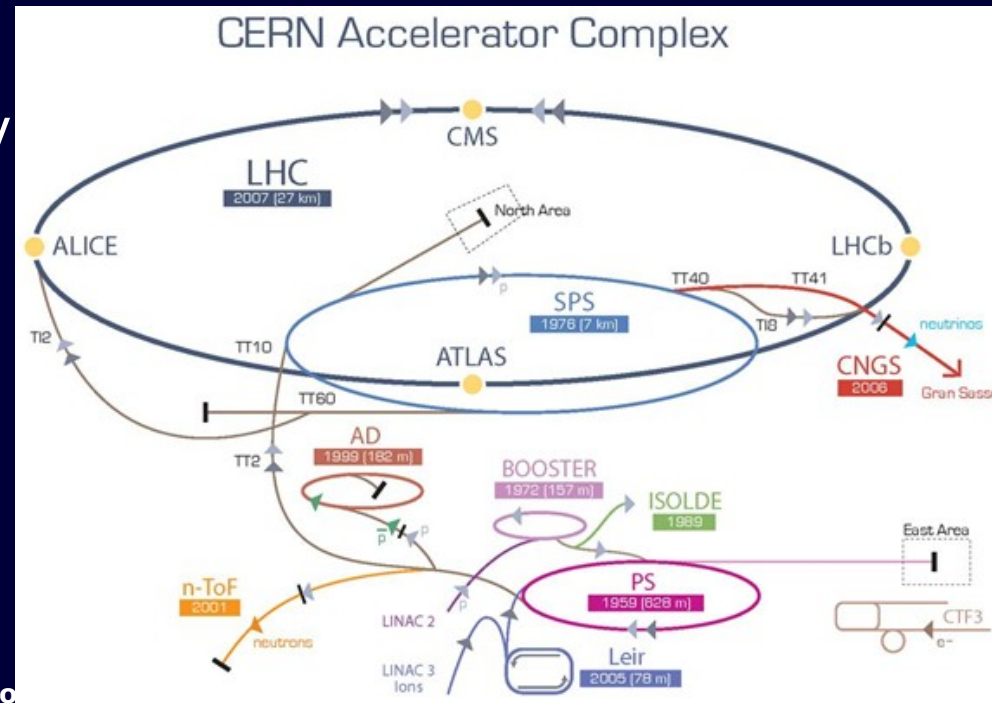 CERN Accelerator Complex
y
CMS
LHC
2007 (27 km)
North Area
ALICE
LHCb
TT40
TT41
p
SPS
1976 (7 km)
TI8
TI2
TT10
ATLAS
neutrinos
CNGS
2006
Gran Sasso
TT60
AD
1999 (182 m)
TT2
BOOSTER
1972 (157 m)
ISOLDE
1989
East Area
p
p
n-ToF
2001
p
PS
1959 (628 m)
LINAC 2
neutrons
CTF3
e-
LINAC 3
Ions
Leir
2005 (78 m)
o